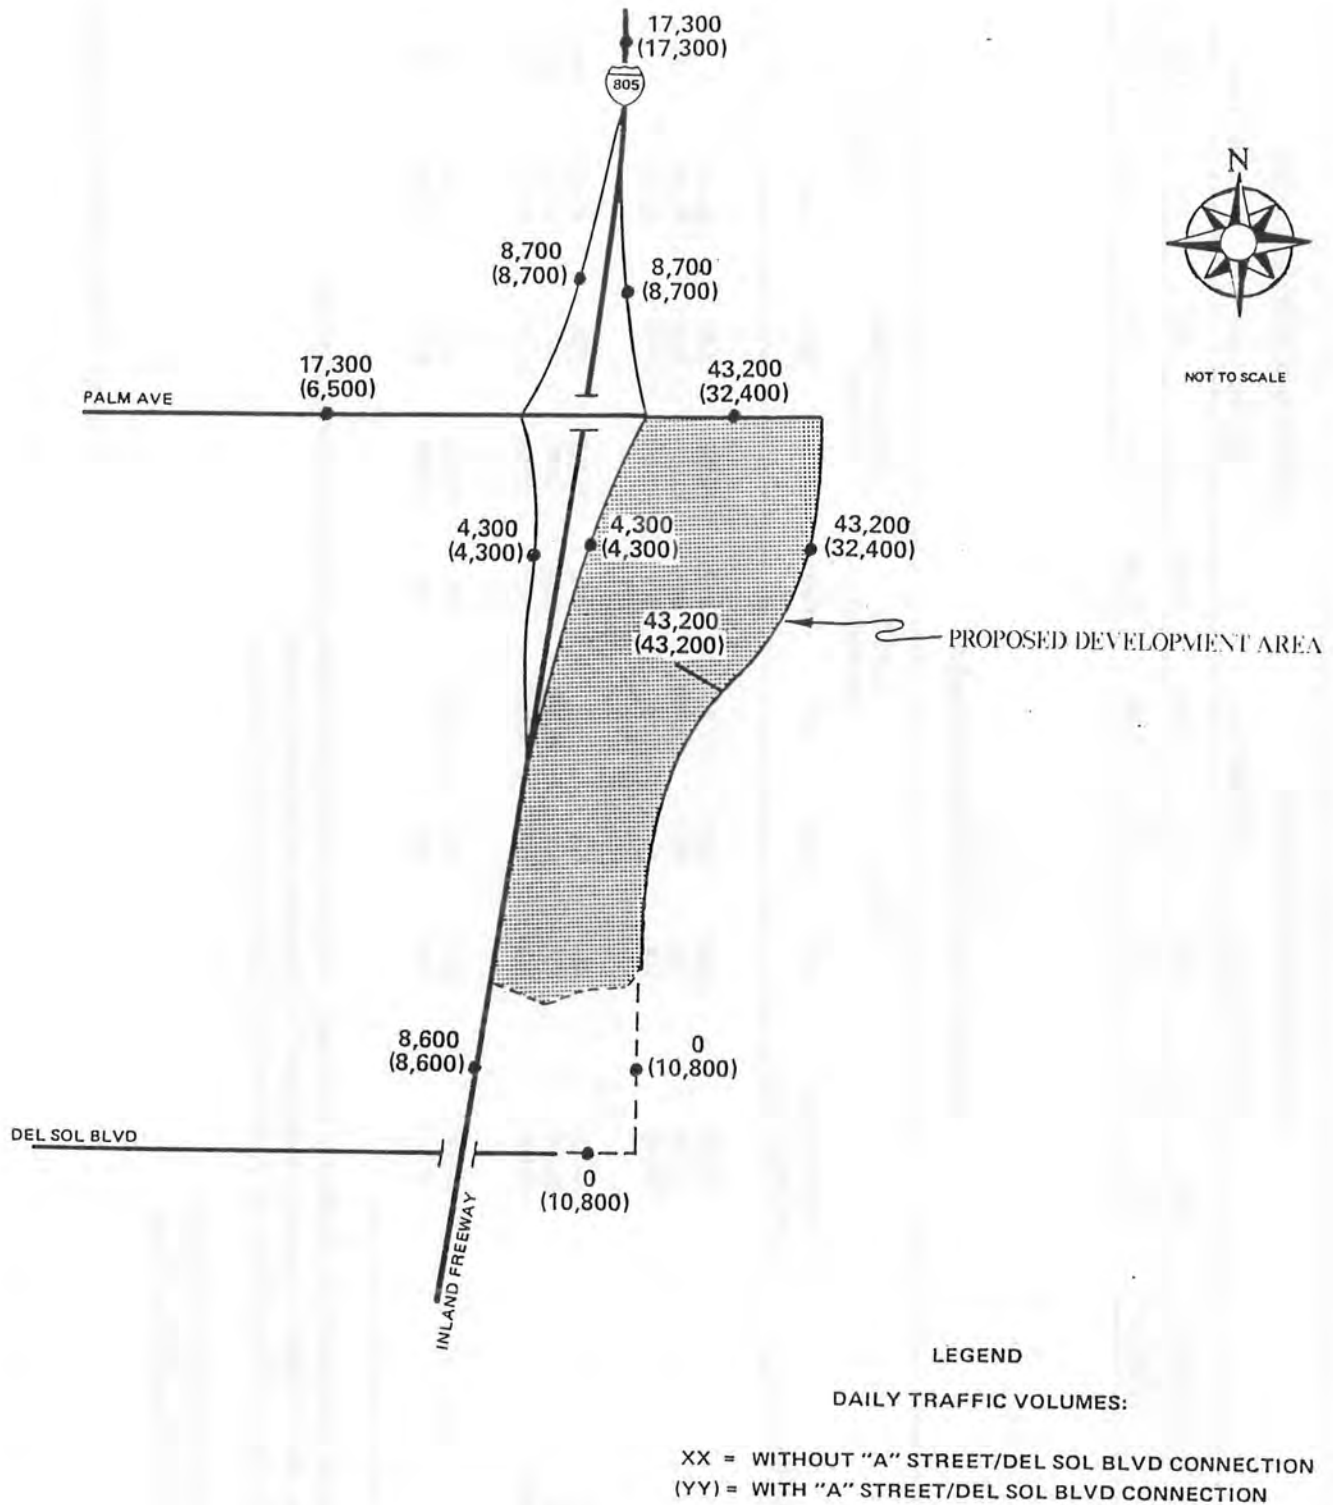 17,300
(17,300)
805
N
8,700
(8,700)
8,700
(8,700)
NOT TO SCALE
17,300
(6,500)
43,200
(32,400)
PALM AVE
4,300
(4,300)
4,300
(4,300)
43,200
(32,400)
43,200
(43,200)
PROPOSED DEVELOPMENT AREA
8,600
(8,600)
0
(10,800)
DEL SOL BLVD
0
(10,800)
INLAND FREEWAY
LEGEND
DAILY TRAFFIC VOLUMES:
XX = WITHOUT "A" STREET/DEL SOL BLVD CONNECTION
(YY) = WITH "A" STREET/DEL SOL BLVD CONNECTION